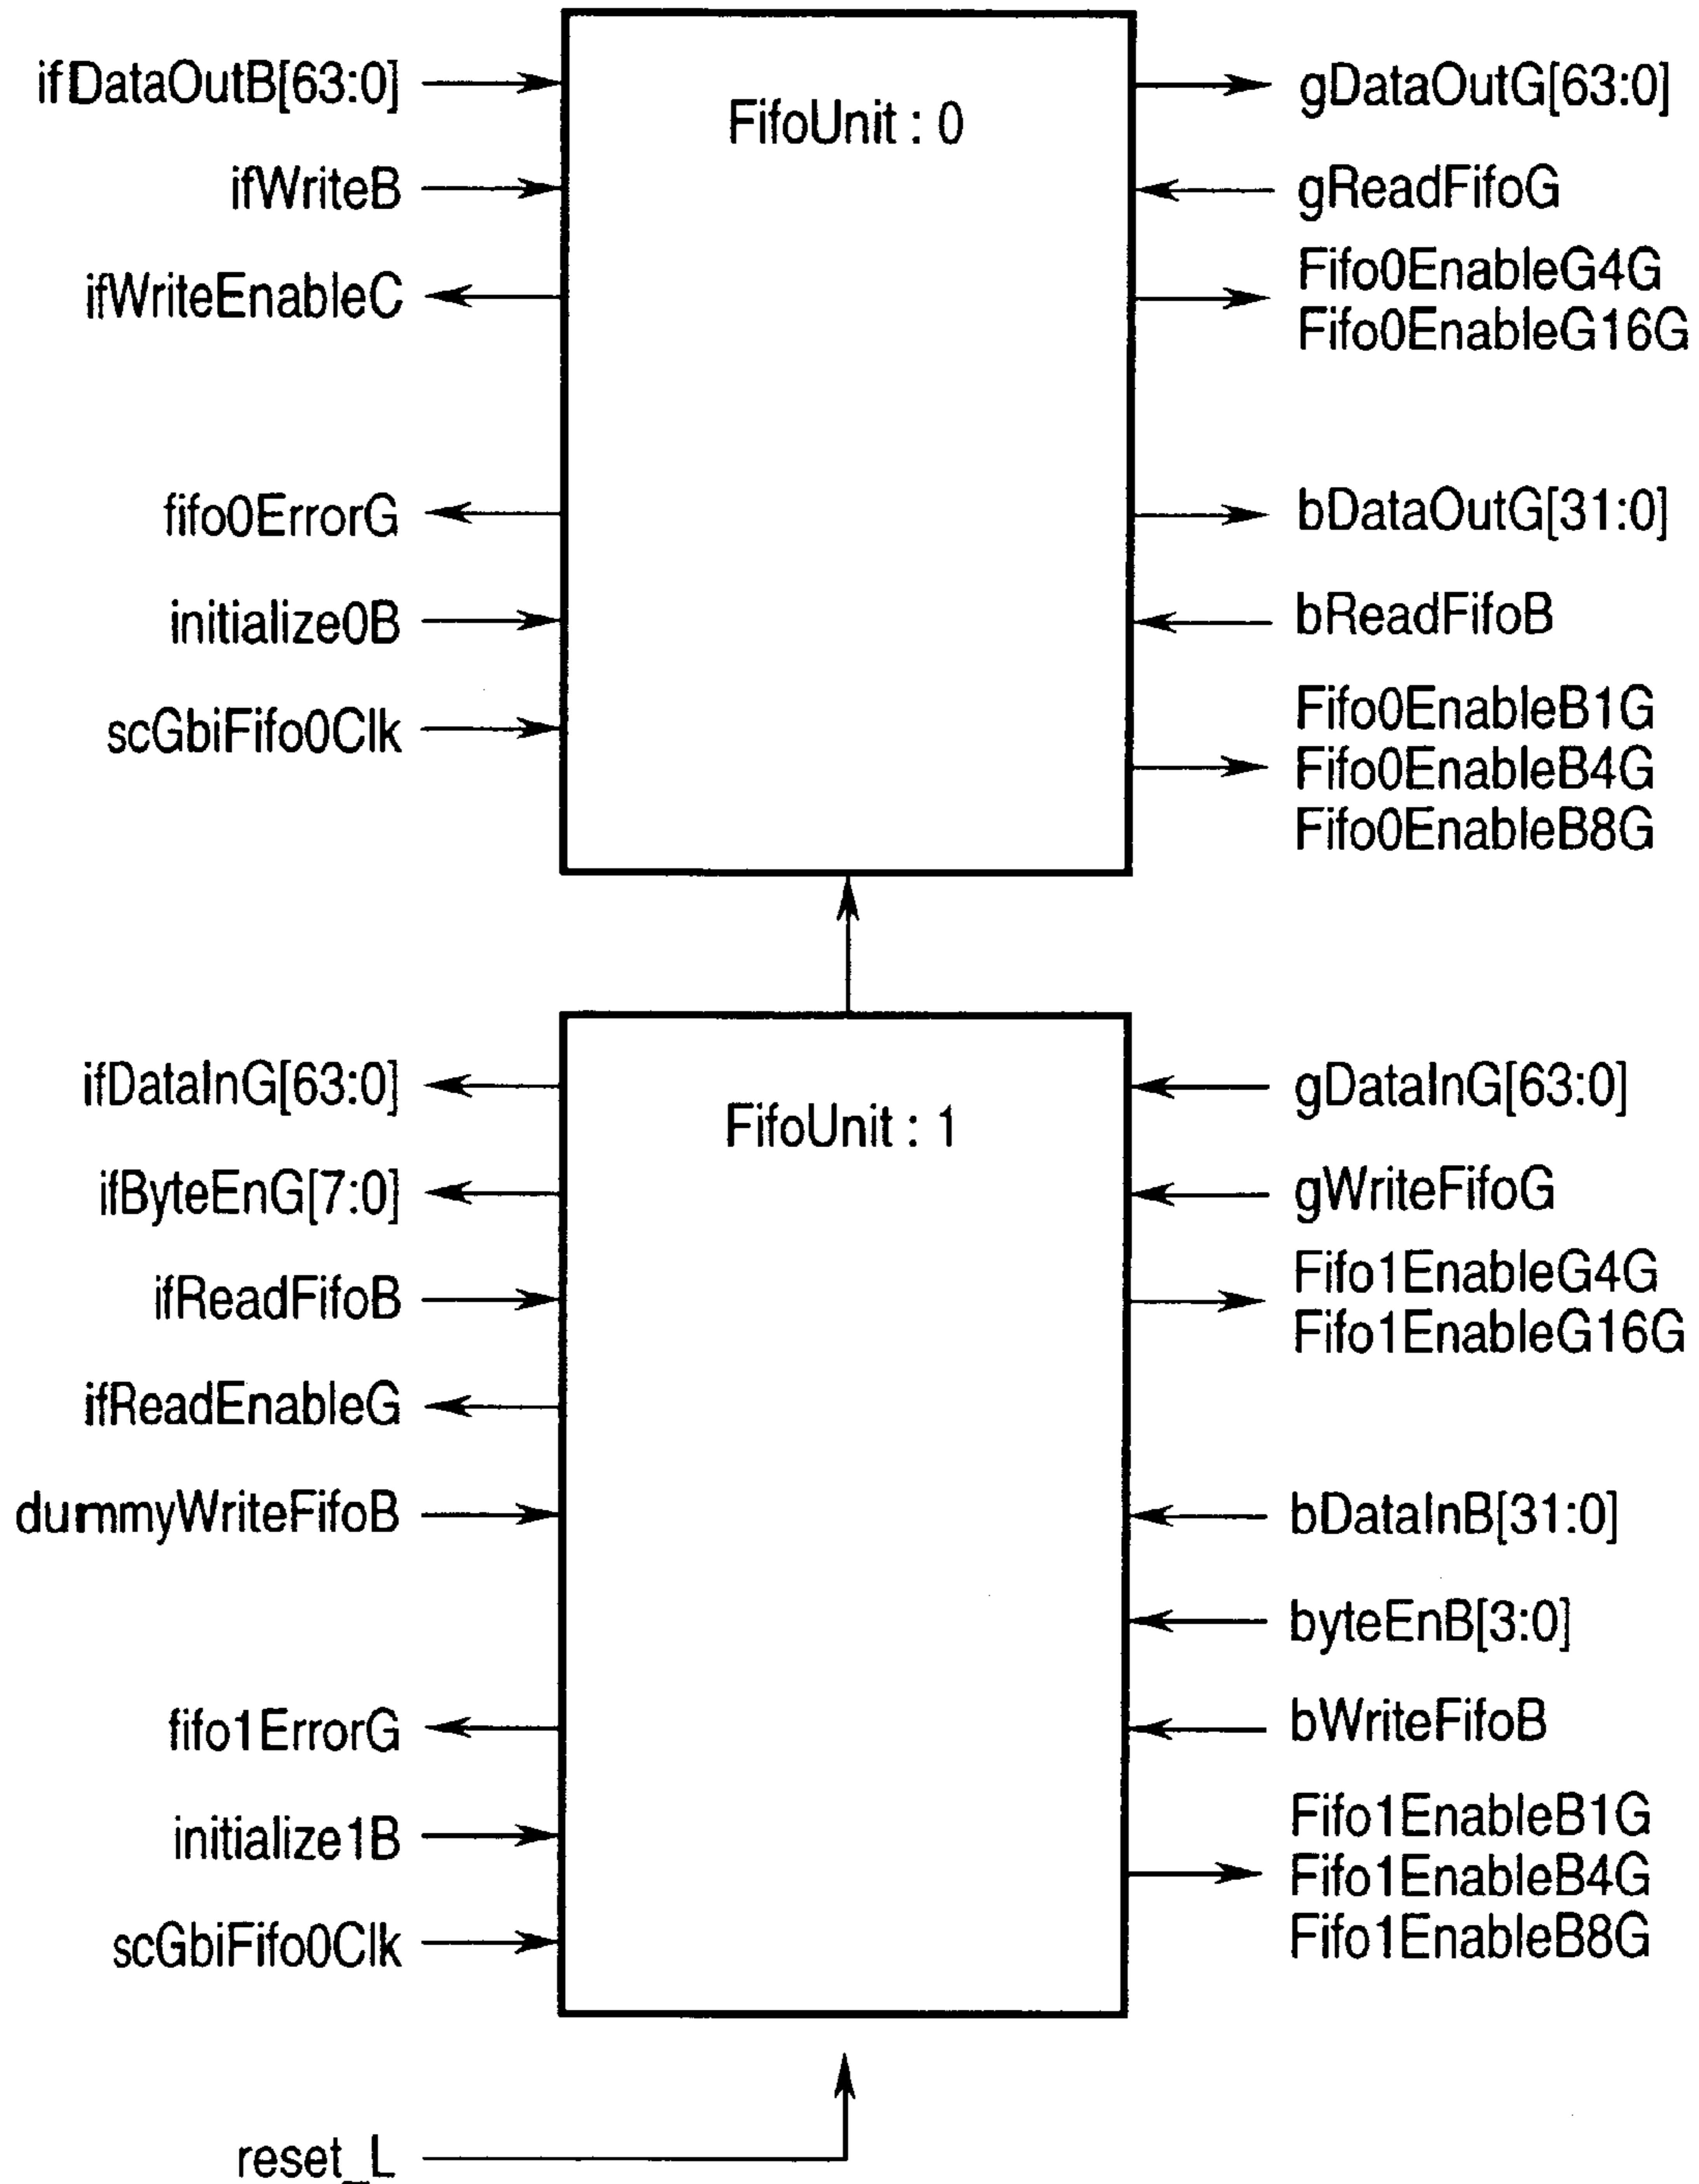 FifoUnit : 0
ifDataOutB[63:0]
ifWriteB
ifWriteEnableC
fifo0ErrorG
initialize0B
scGbiFifo0Clk
gDataOutG[63:0]
gReadFifoG
Fifo0EnableG4G
Fifo0EnableG16G
bDataOutG[31:0]
bReadFifoB
Fifo0EnableB1G
Fifo0EnableB4G
Fifo0EnableB8G
FifoUnit : 1
ifDataInG[63:0]
ifByteEnG[7:0]
ifReadFifoB
ifReadEnableG
dummyWriteFifoB
fifo1ErrorG
initialize1B
scGbiFifo0Clk
gDataInG[63:0]
gWriteFifoG
Fifo1EnableG4G
Fifo1EnableG16G
bDataInB[31:0]
byteEnB[3:0]
bWriteFifoB
Fifo1EnableB1G
Fifo1EnableB4G
Fifo1EnableB8G
reset_L